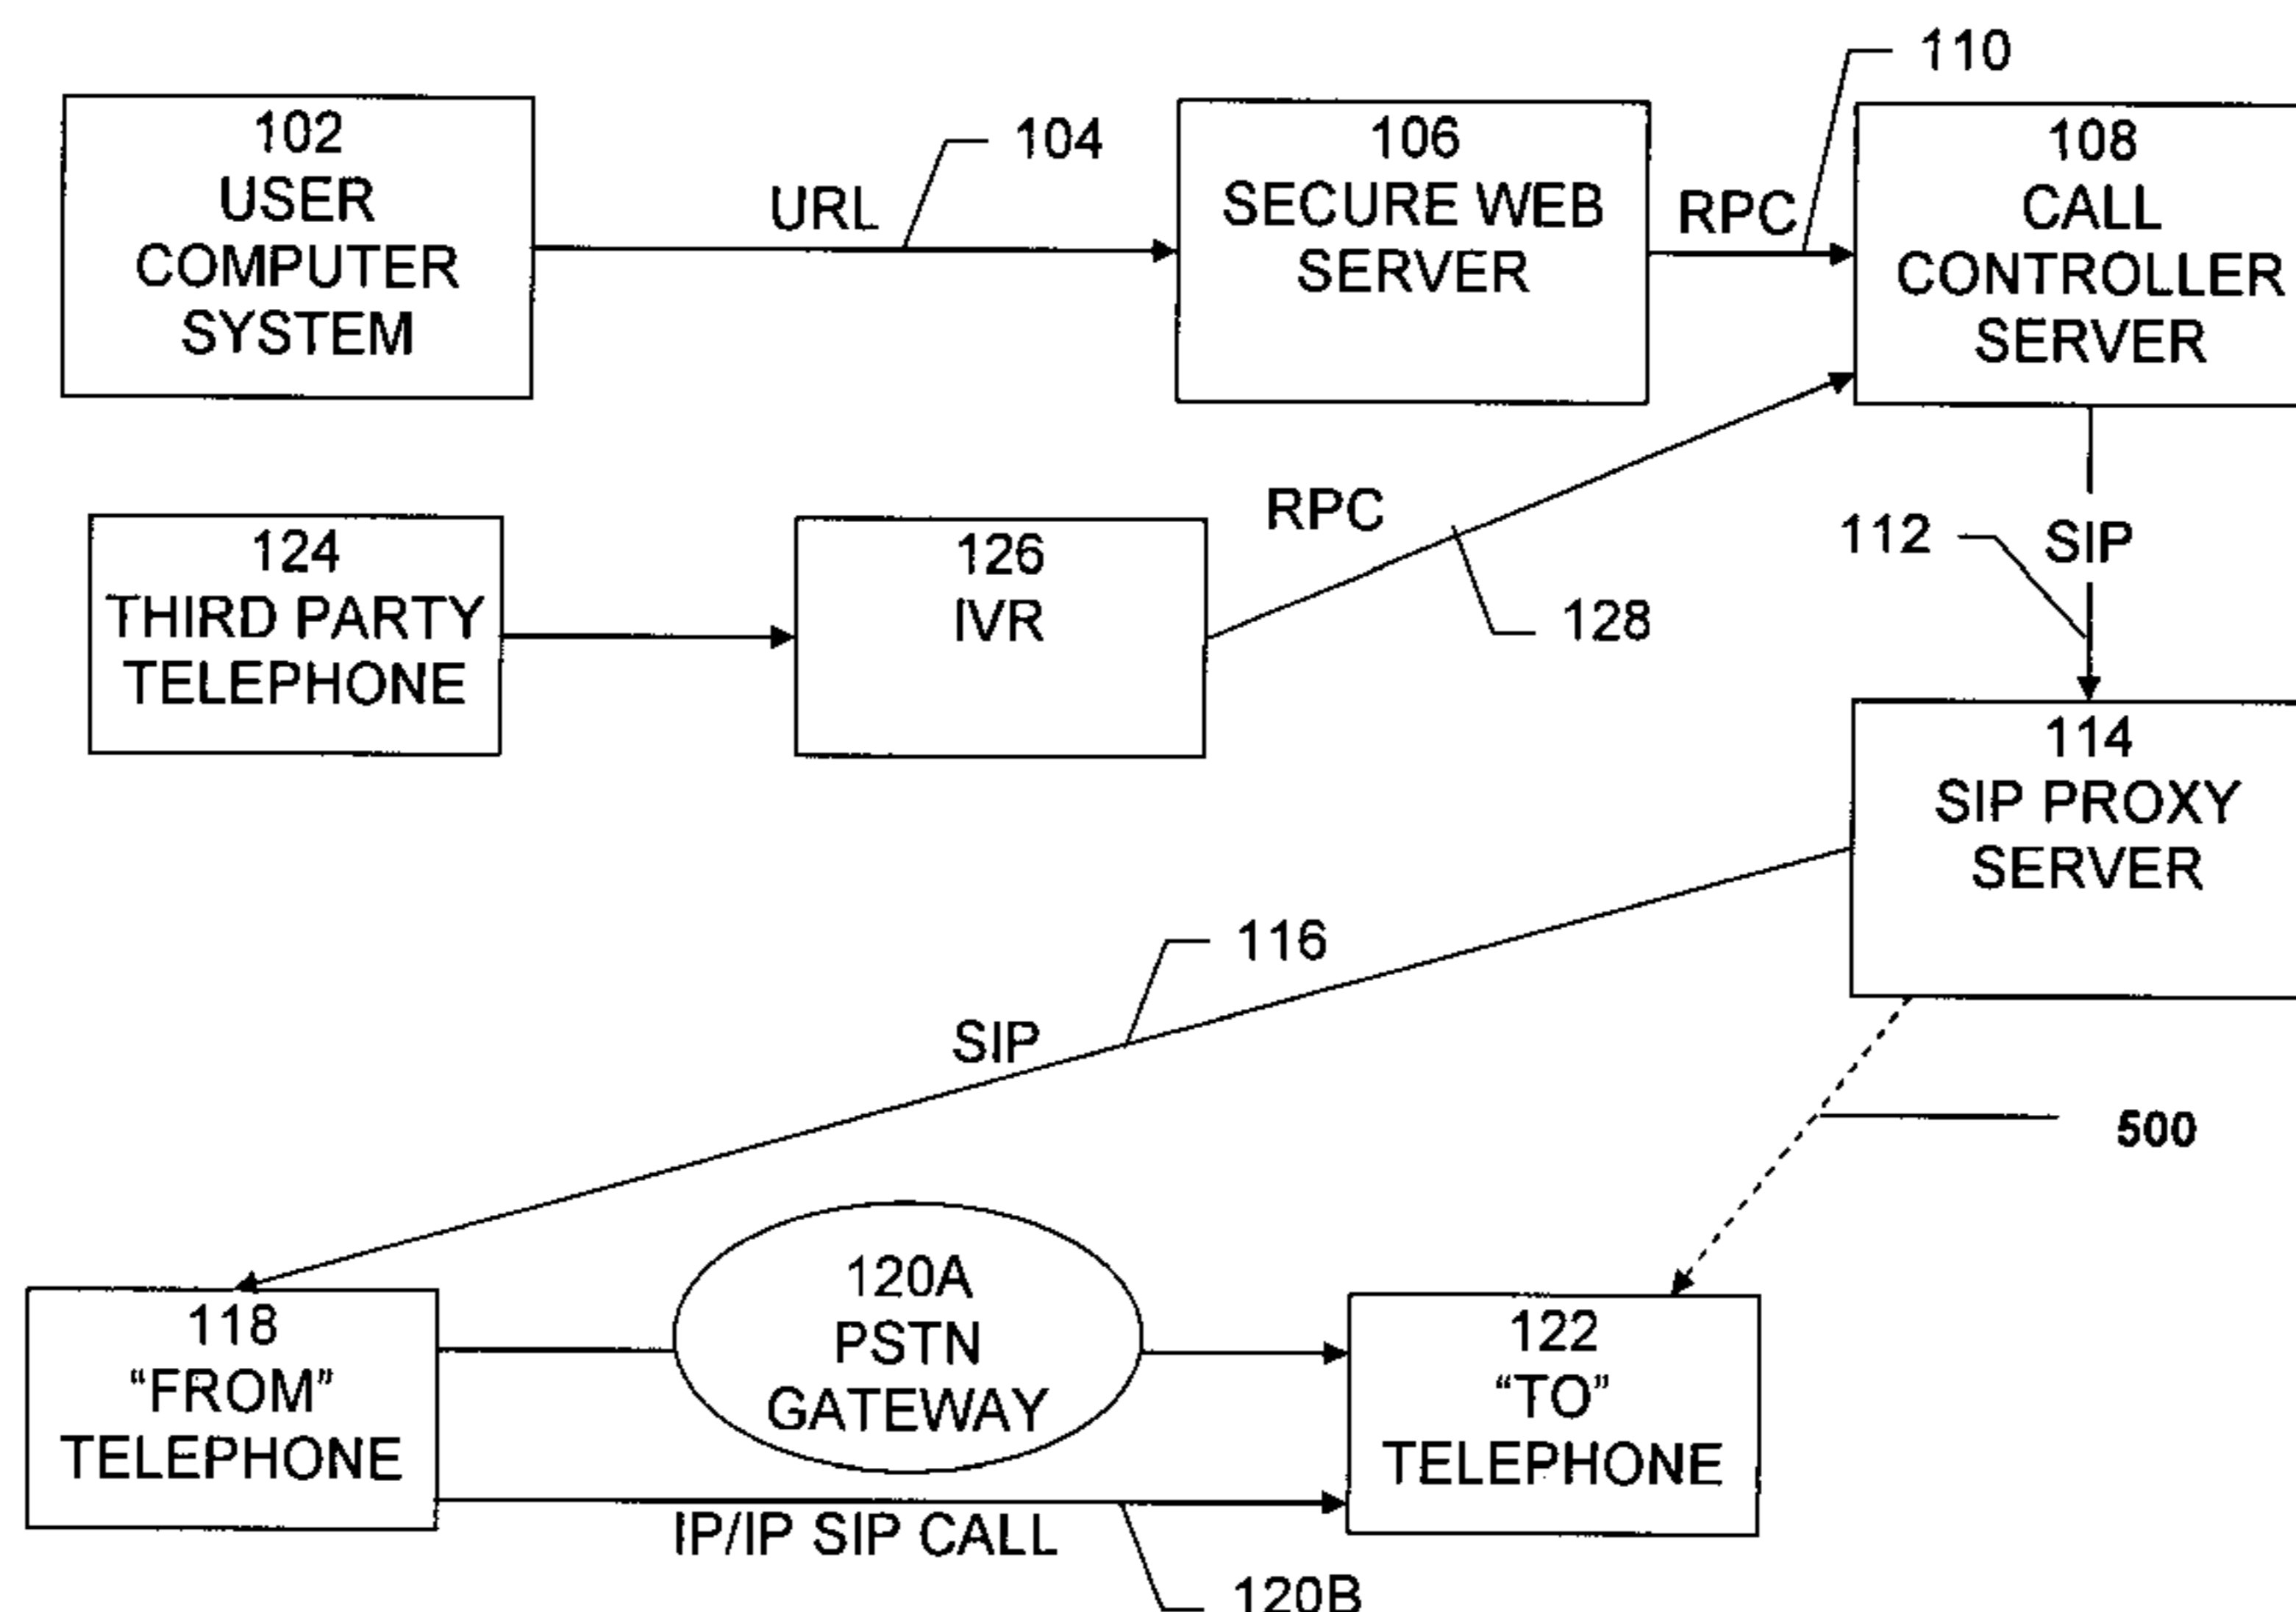 110
102
USER
COMPUTER
SYSTEM
104
URL
106
SECURE WEB
SERVER
RPC
108
CALL
CONTROLLER
SERVER
124
THIRD PARTY
TELEPHONE
126
IVR
RPC
128
112
SIP
114
SIP PROXY
SERVER
116
SIP
500
118
“FROM”
TELEPHONE
120A
PSTN
GATEWAY
122
“TO”
TELEPHONE
IP/IP SIP CALL
120B